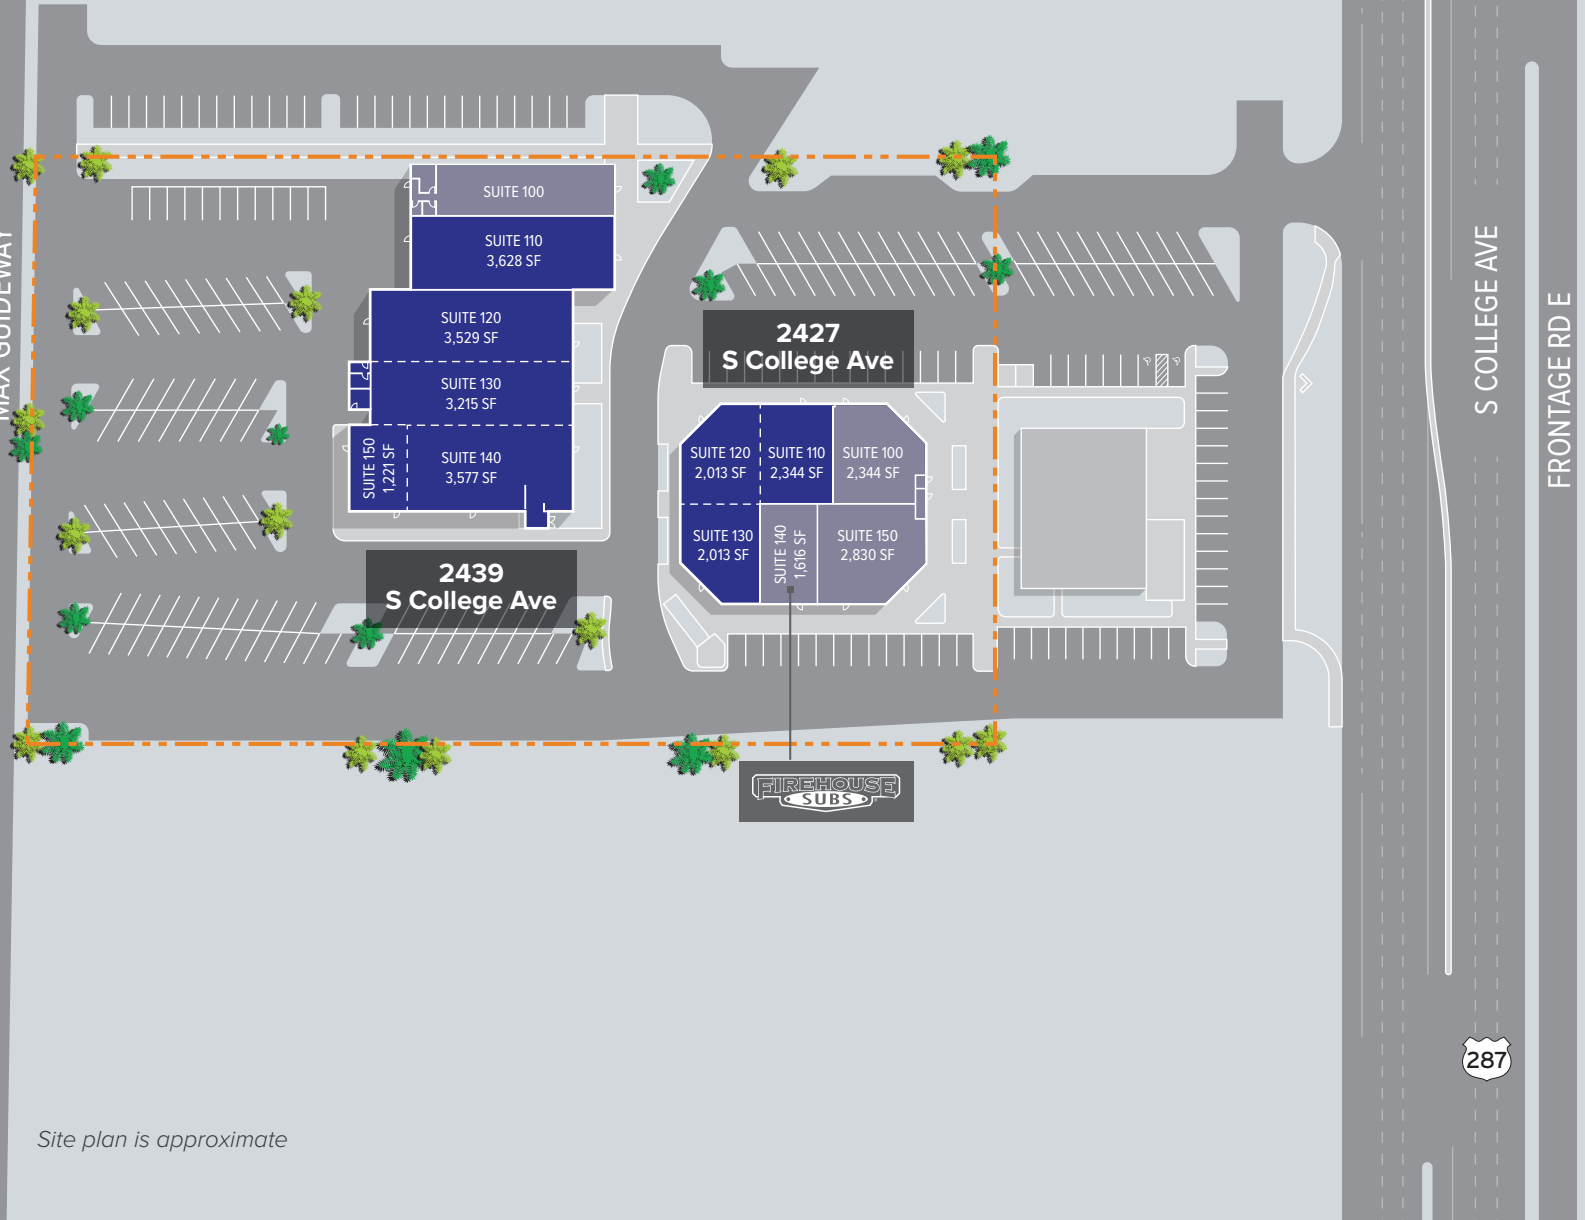 SUITE 100
SUITE 110
3,628 SF
SUITE 120
3,529 SF
SUITE 130
3,215 SF
SUITE 150
1,221 SF
SUITE 140
3,577 SF
2439
S College Ave
2427
S College Ave
SUITE 120
2,013 SF
SUITE 110
2,344 SF
SUITE 100
2,344 SF
SUITE 130
2,013 SF
SUITE 140
1,616 SF
SUITE 150
2,830 SF
FIREHOUSE
SUBS
MAX GUIDEWAY
S COLLEGE AVE
FRONTAGE RD E
287
Site plan is approximate